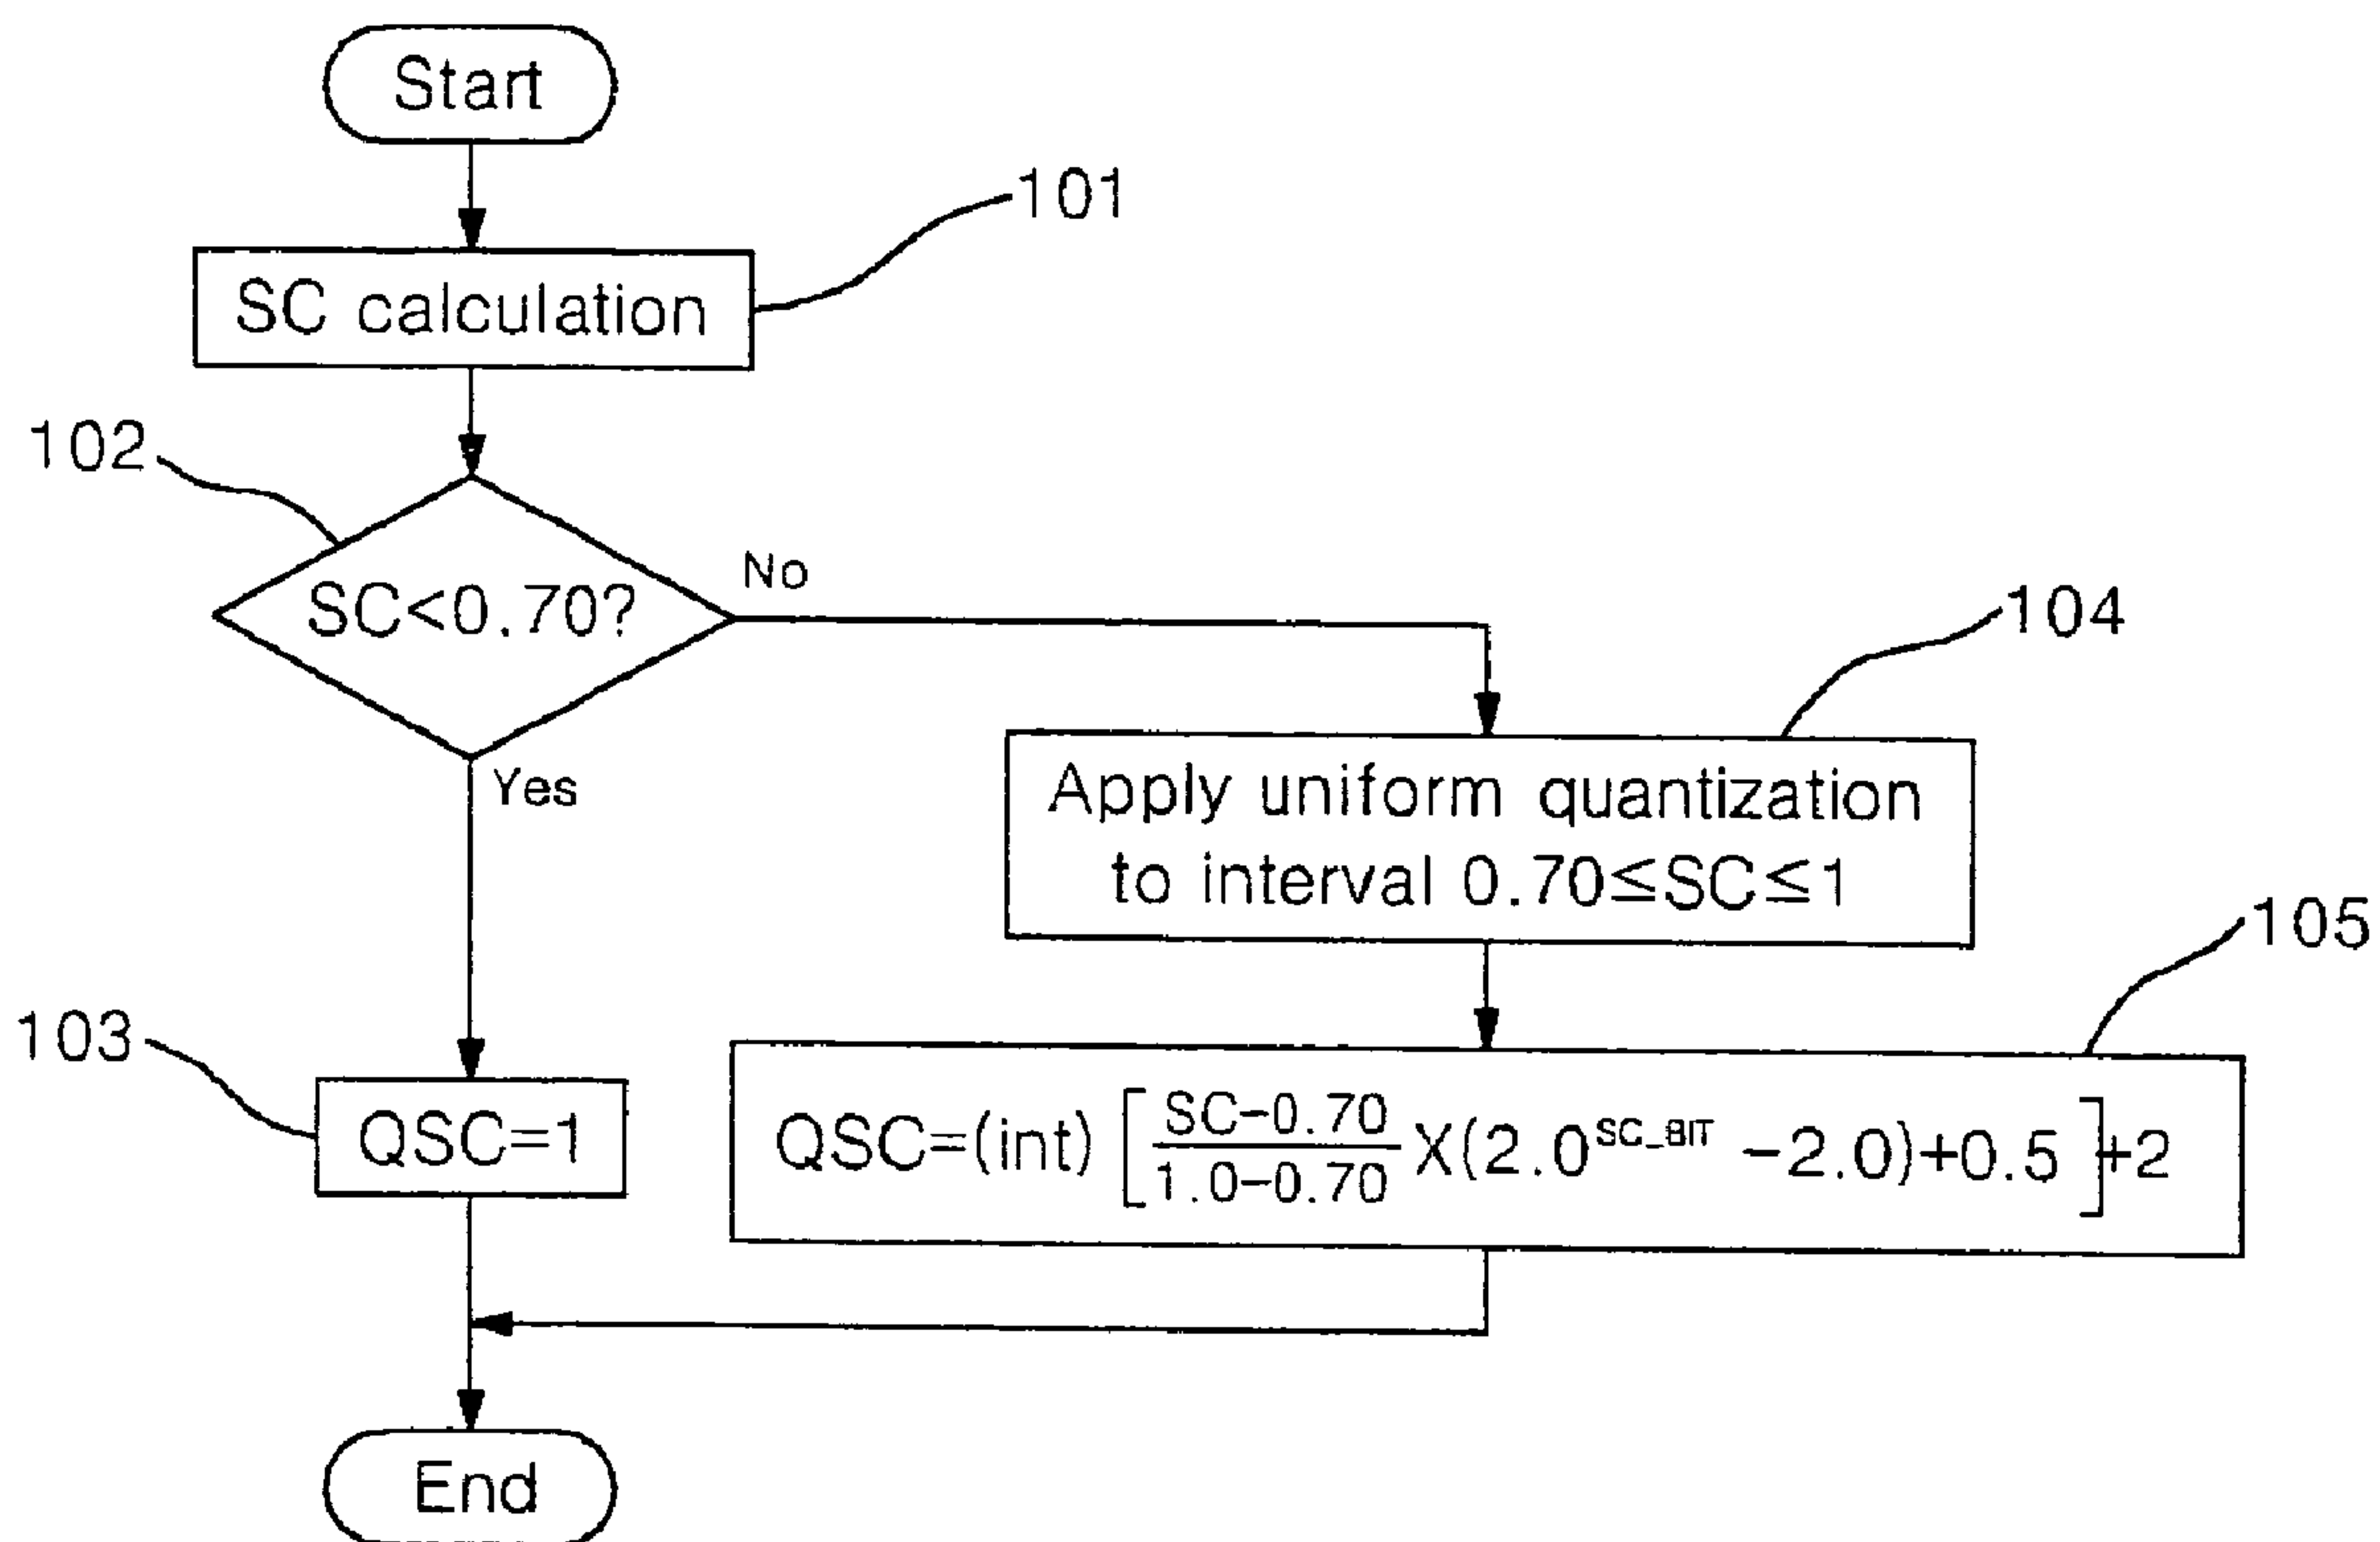 Start
101
SC calculation
102
SC<0.70?
No
Yes
104
Apply uniform quantization
to interval 0.70≤SC≤1
105
103
QSC=1
QSC=(int) [SC-0.70/1.0-0.70 X(2.0^SC_BIT -2.0)+0.5]+2
End